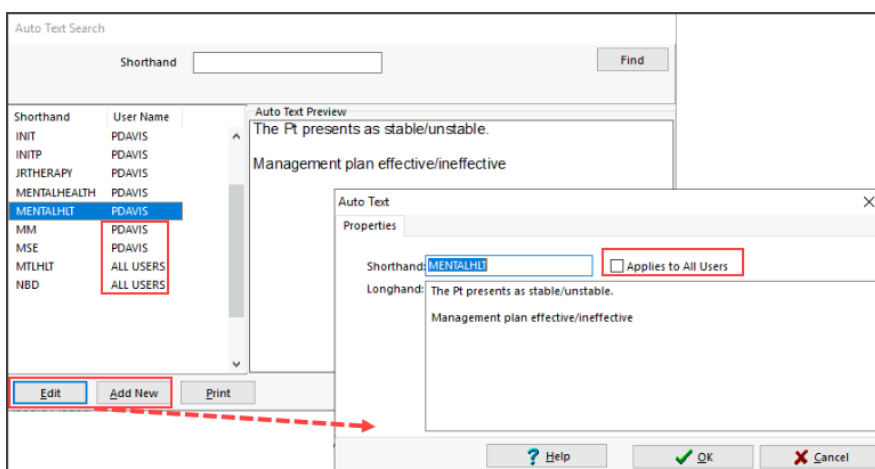 Auto Text Search
Shorthand
Find
Shorthand User Name
INIT PDAVIS
INITP PDAVIS
JRTHERAPY PDAVIS
MENTALHEALTH PDAVIS
MENTALHLT PDAVIS
MM PDAVIS
MSE PDAVIS
MTLHLT ALL USERS
NBD ALL USERS
Auto Text Preview
The Pt presents as stable/unstable.
Management plan effective/ineffective
Edit Add New Print
Auto Text
Properties
Shorthand: MENTALHLT Applies to All Users
Longhand: The Pt presents as stable/unstable.
Management plan effective/ineffective
? Help OK Cancel